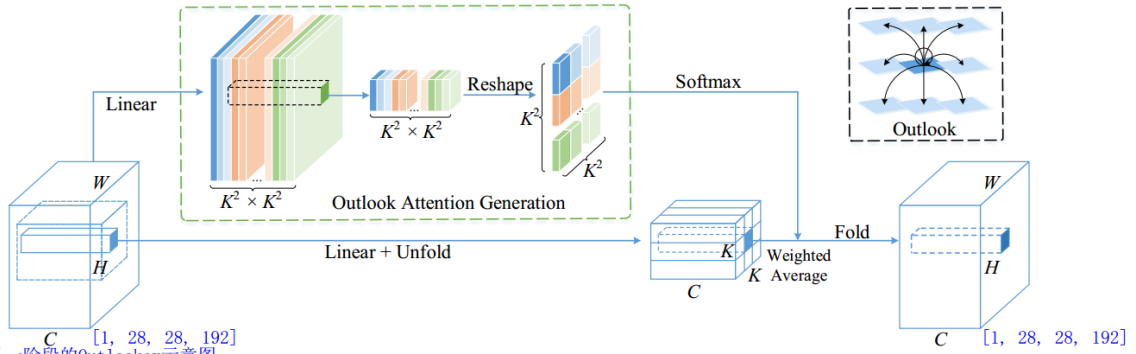 Linear
K² × K²
K² × K²
Reshape
K²
K²
Outlook Attention Generation
Softmax
Outlook
W
H
C
[1, 28, 28, 192]
Linear + Unfold
K
K
C
Weighted
Average
Fold
W
H
C
[1, 28, 28, 192]